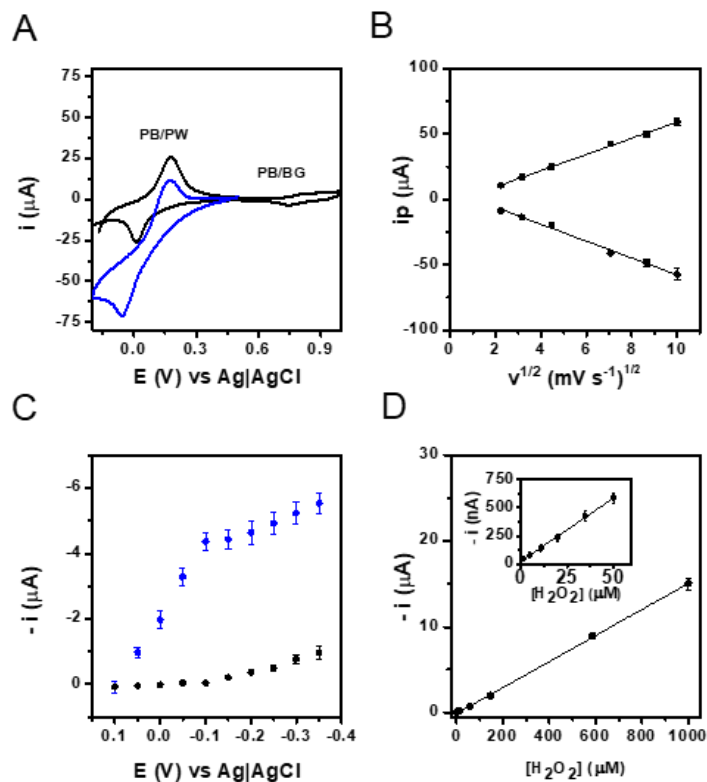 A
75
50
25
0
-25
-50
-75
i (μA)
PB/PW
PB/BG
0.0 0.3 0.6 0.9
E (V) vs Ag|AgCl
B
100
50
0
-50
-100
ip (μA)
0 2 4 6 8 10
v¹ᐟ² (mV s⁻¹)¹ᐟ²
C
-6
-4
-2
0
- i (μA)
0.1 0.0 -0.1 -0.2 -0.3 -0.4
E (V) vs Ag|AgCl
D
30
20
10
0
- i (μA)
750
500
250
0
- i (nA)
0 25 50
[H₂O₂] (μM)
0 200 400 600 800 1000
[H₂O₂] (μM)